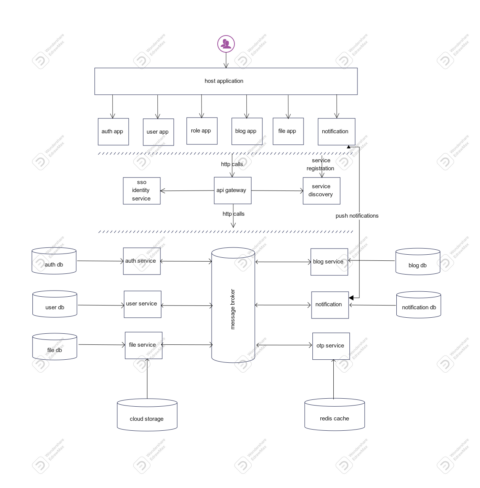 host application
auth app
user app
role app
blog app
file app
notification
http calls
service
registration
sso
identity
service
api gateway
service
discovery
http calls
push notifications
auth db
auth service
message broker
blog service
blog db
user db
user service
notification
notification db
file db
file service
otp service
cloud storage
redis cache